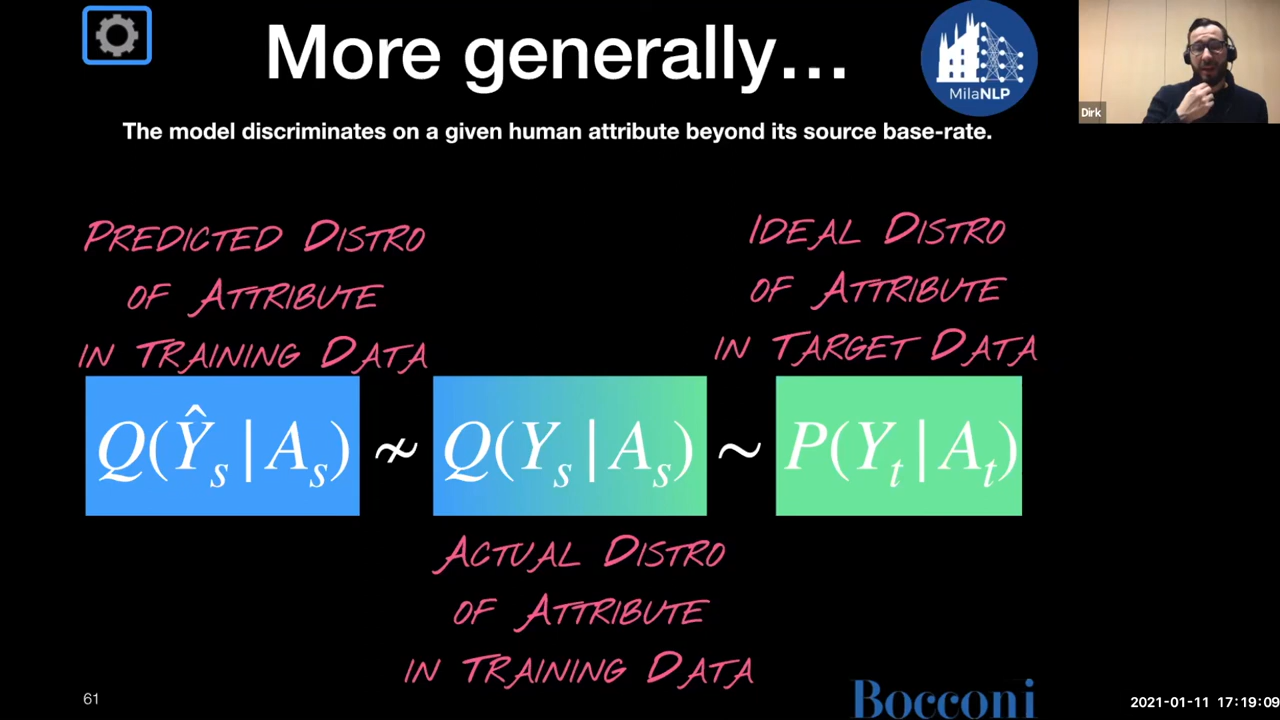 More generally…
MilaNLP
Dirk
The model discriminates on a given human attribute beyond its source base-rate.
PREDICTED DISTRO
OF ATTRIBUTE
IN TRAINING DATA
IDEAL DISTRO
OF ATTRIBUTE
IN TARGET DATA
Q(Ŷₛ | Aₛ) ≁ Q(Yₛ | Aₛ) ∼ P(Yₜ | Aₜ)
ACTUAL DISTRO
OF ATTRIBUTE
IN TRAINING DATA
61
Bocconi
2021-01-11 17:19:09